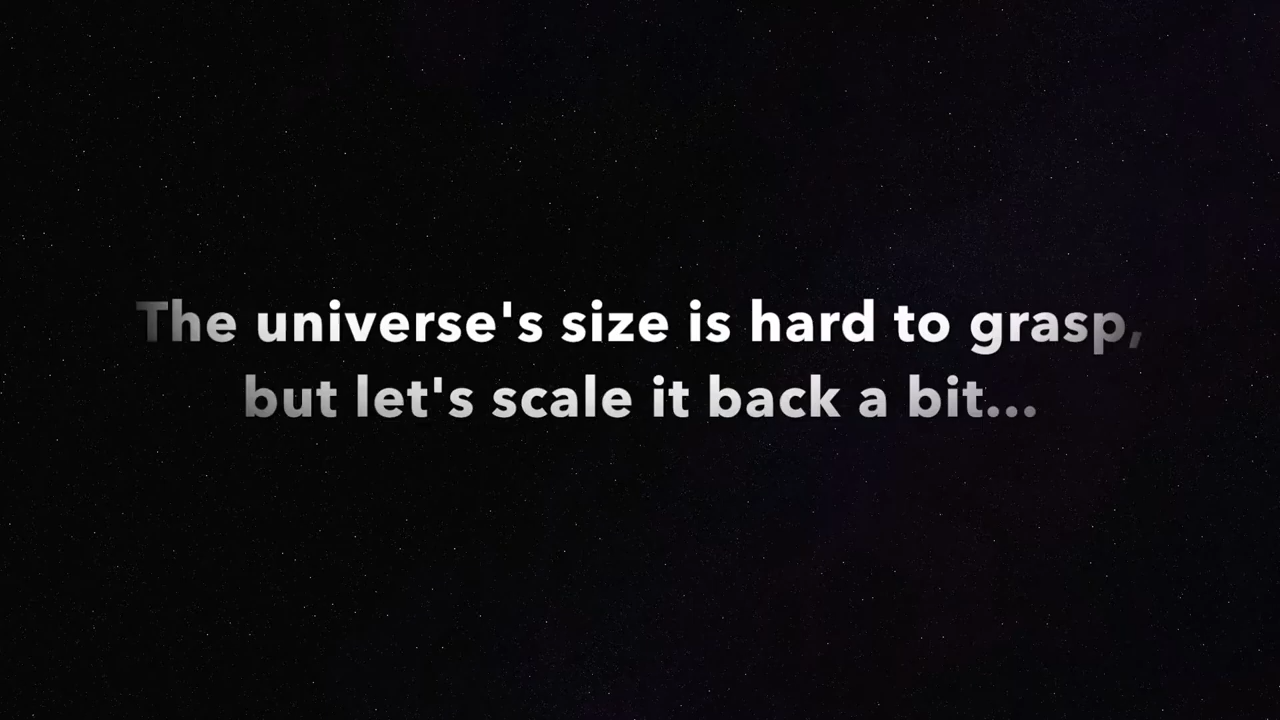 The universe's size is hard to grasp,
but let's scale it back a bit...